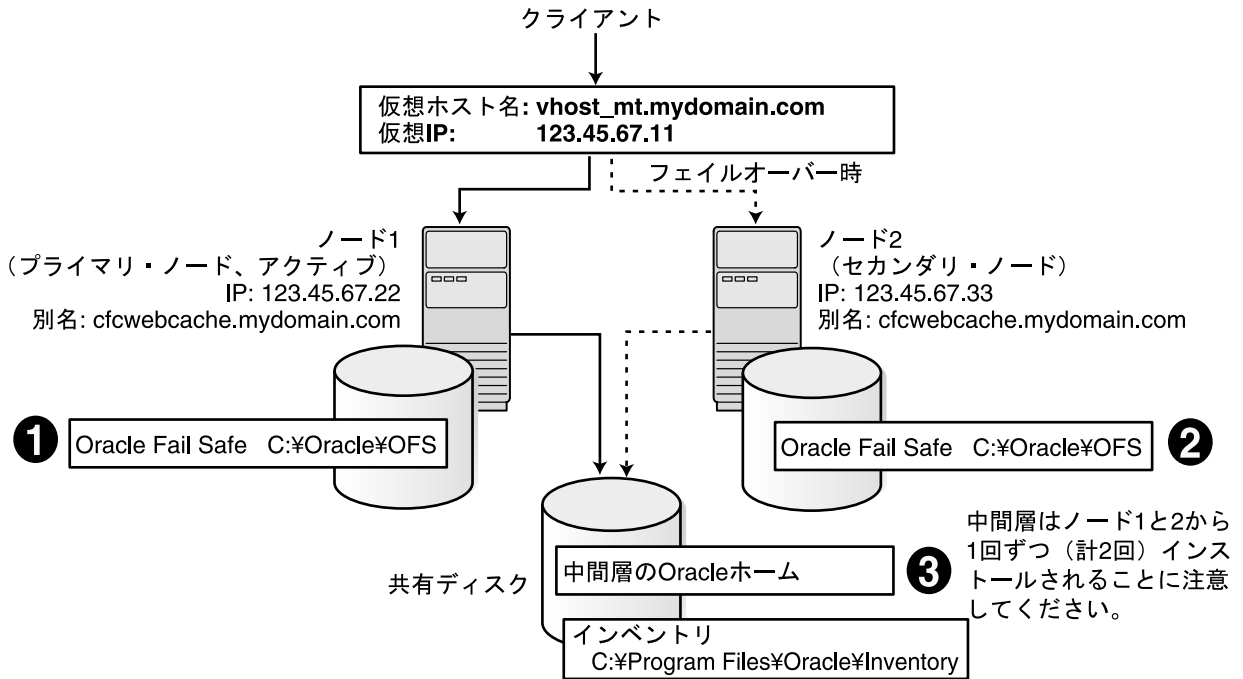 クライアント
仮想ホスト名: vhost_mt.mydomain.com
仮想IP: 123.45.67.11
フェイルオーバー時
ノード1
（プライマリ・ノード、アクティブ）
IP: 123.45.67.22
別名: cfcwebcache.mydomain.com
ノード2
（セカンダリ・ノード）
IP: 123.45.67.33
別名: cfcwebcache.mydomain.com
1 Oracle Fail Safe C:¥Oracle¥OFS
Oracle Fail Safe C:¥Oracle¥OFS 2
共有ディスク
中間層のOracleホーム 3
中間層はノード1と2から
1回ずつ（計2回）インス
トールされることに注意
してください。
インベントリ
C:¥Program Files¥Oracle¥Inventory